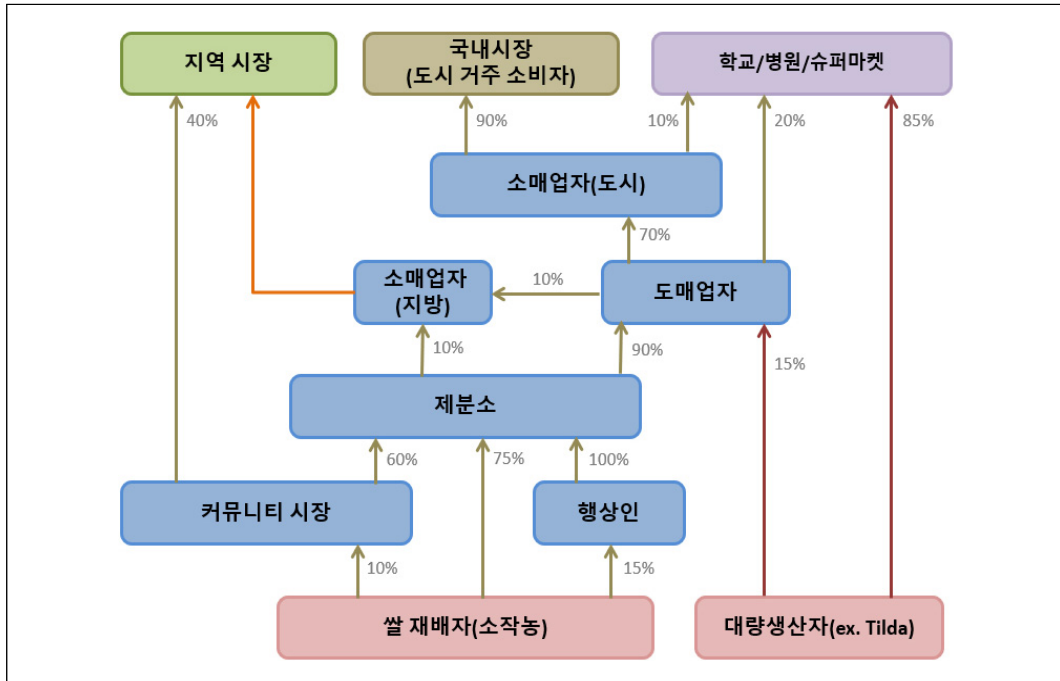 지역 시장
국내시장
(도시 거주 소비자)
학교/병원/슈퍼마켓
40%
90%
10%
20%
85%
소매업자(도시)
70%
소매업자
(지방)
10%
도매업자
10%
90%
15%
제분소
60%
75%
100%
커뮤니티 시장
행상인
10%
15%
쌀 재배자(소작농)
대량생산자(ex. Tilda)